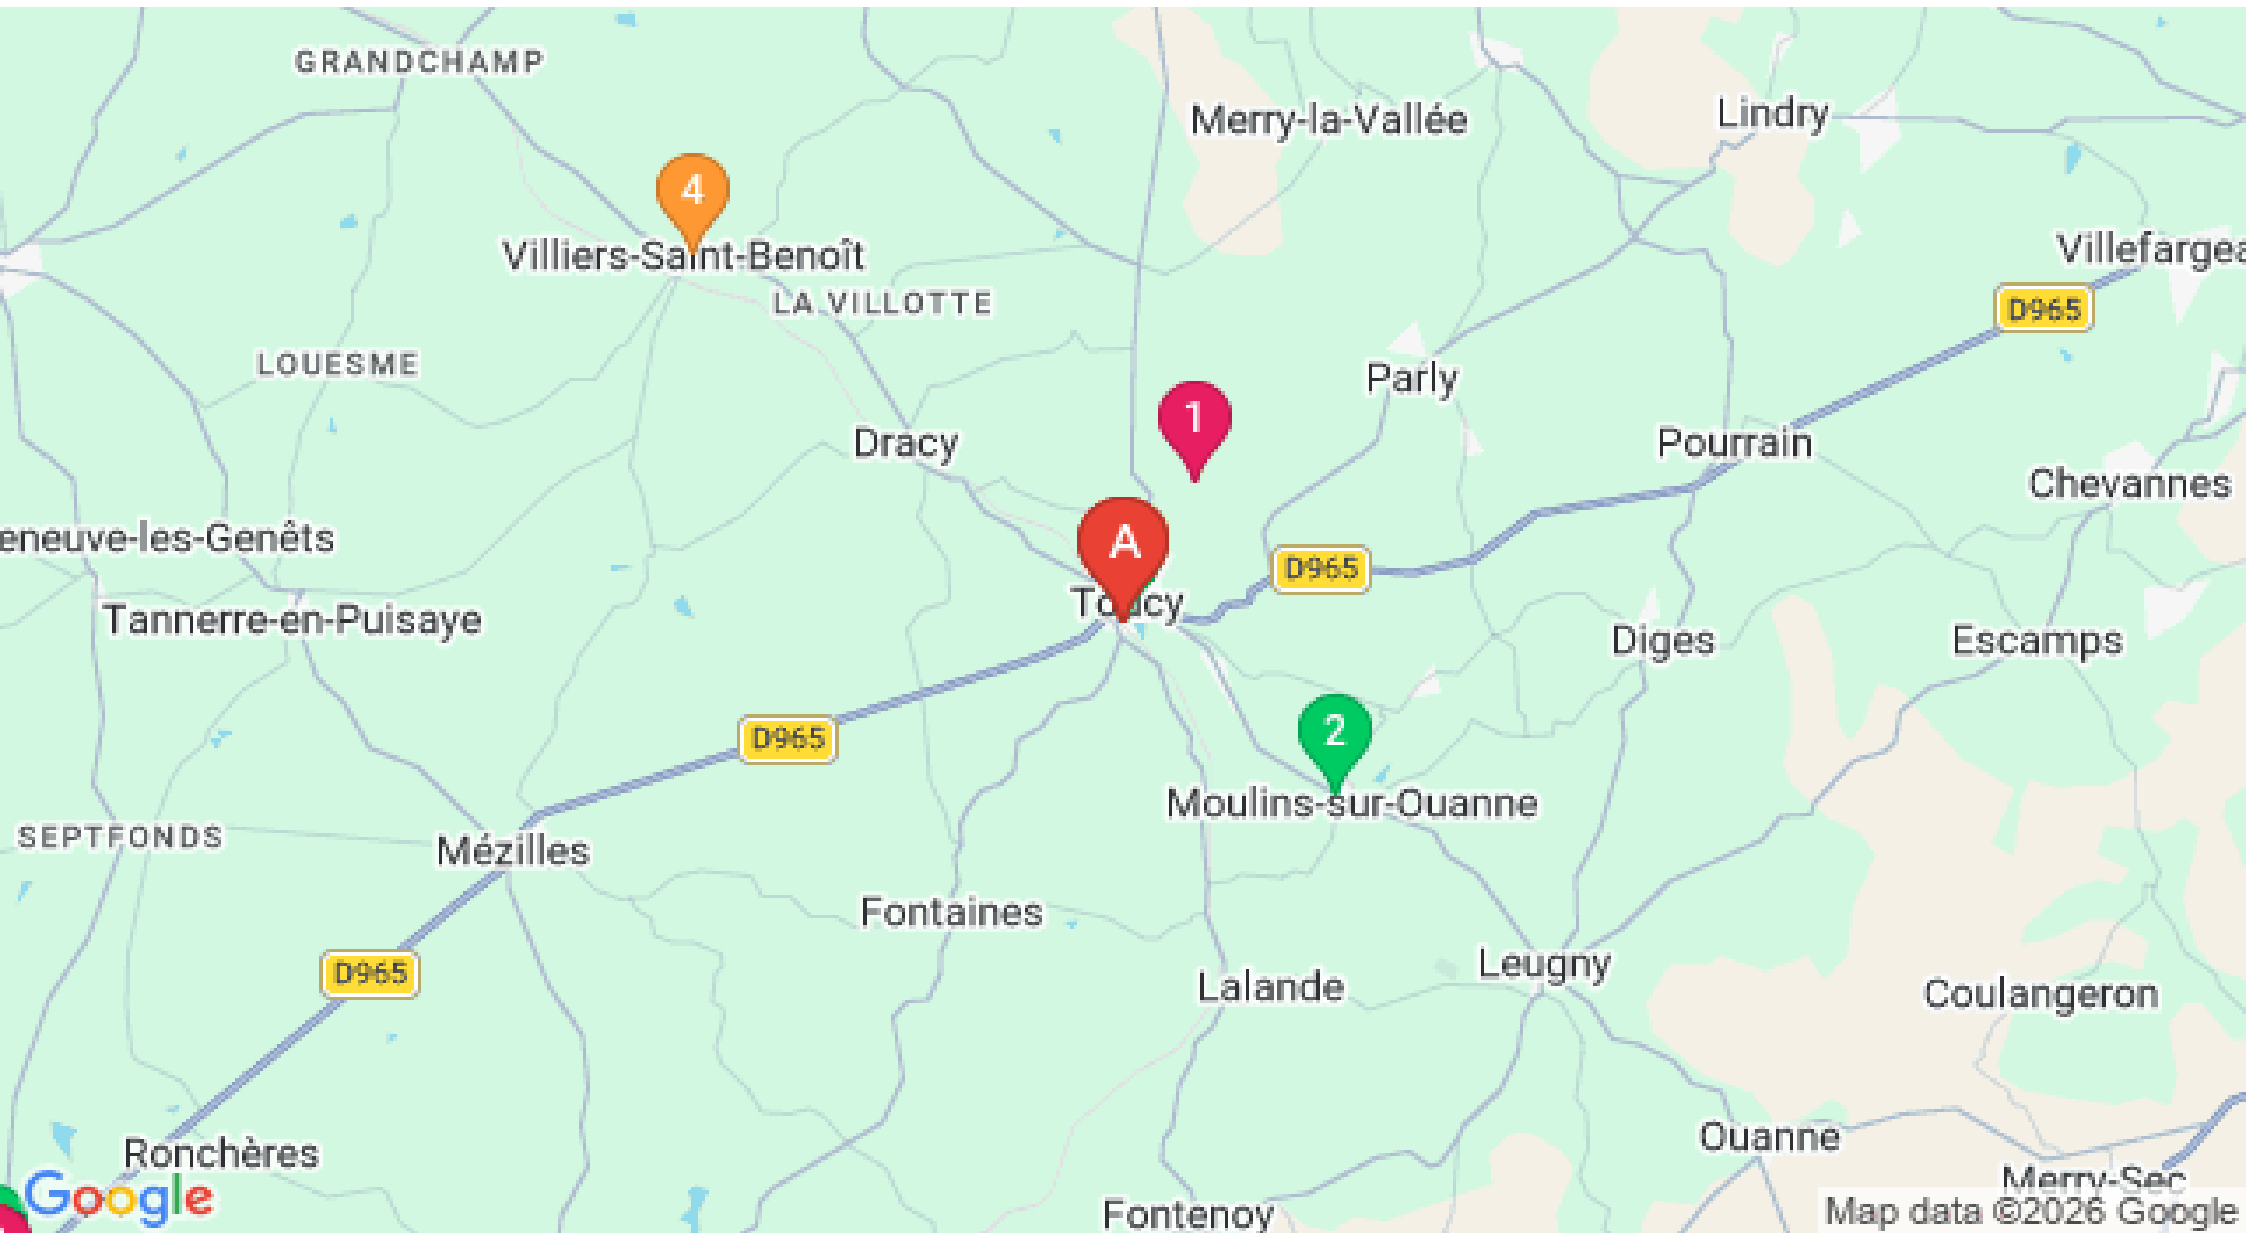 GRANDCHAMP
Merry-la-Vallée
Lindry
4
Villiers-Saint-Benoît
LA VILLOTTE
D965
LOUESME
Parly
1
Dracy
Pourrain
Chevannes
A
eneuve-les-Genêts
D965
Toucy
Tannerre-en-Puisaye
Diges
Escamps
2
D965
Moulins-sur-Ouanne
SEPTFONDS
Mézilles
Fontaines
Leugny
D965
Lalande
Coulangeron
Ouanne
Ronchères
Merry-Sec
Google
Fontenoy
Map data ©2026 Google